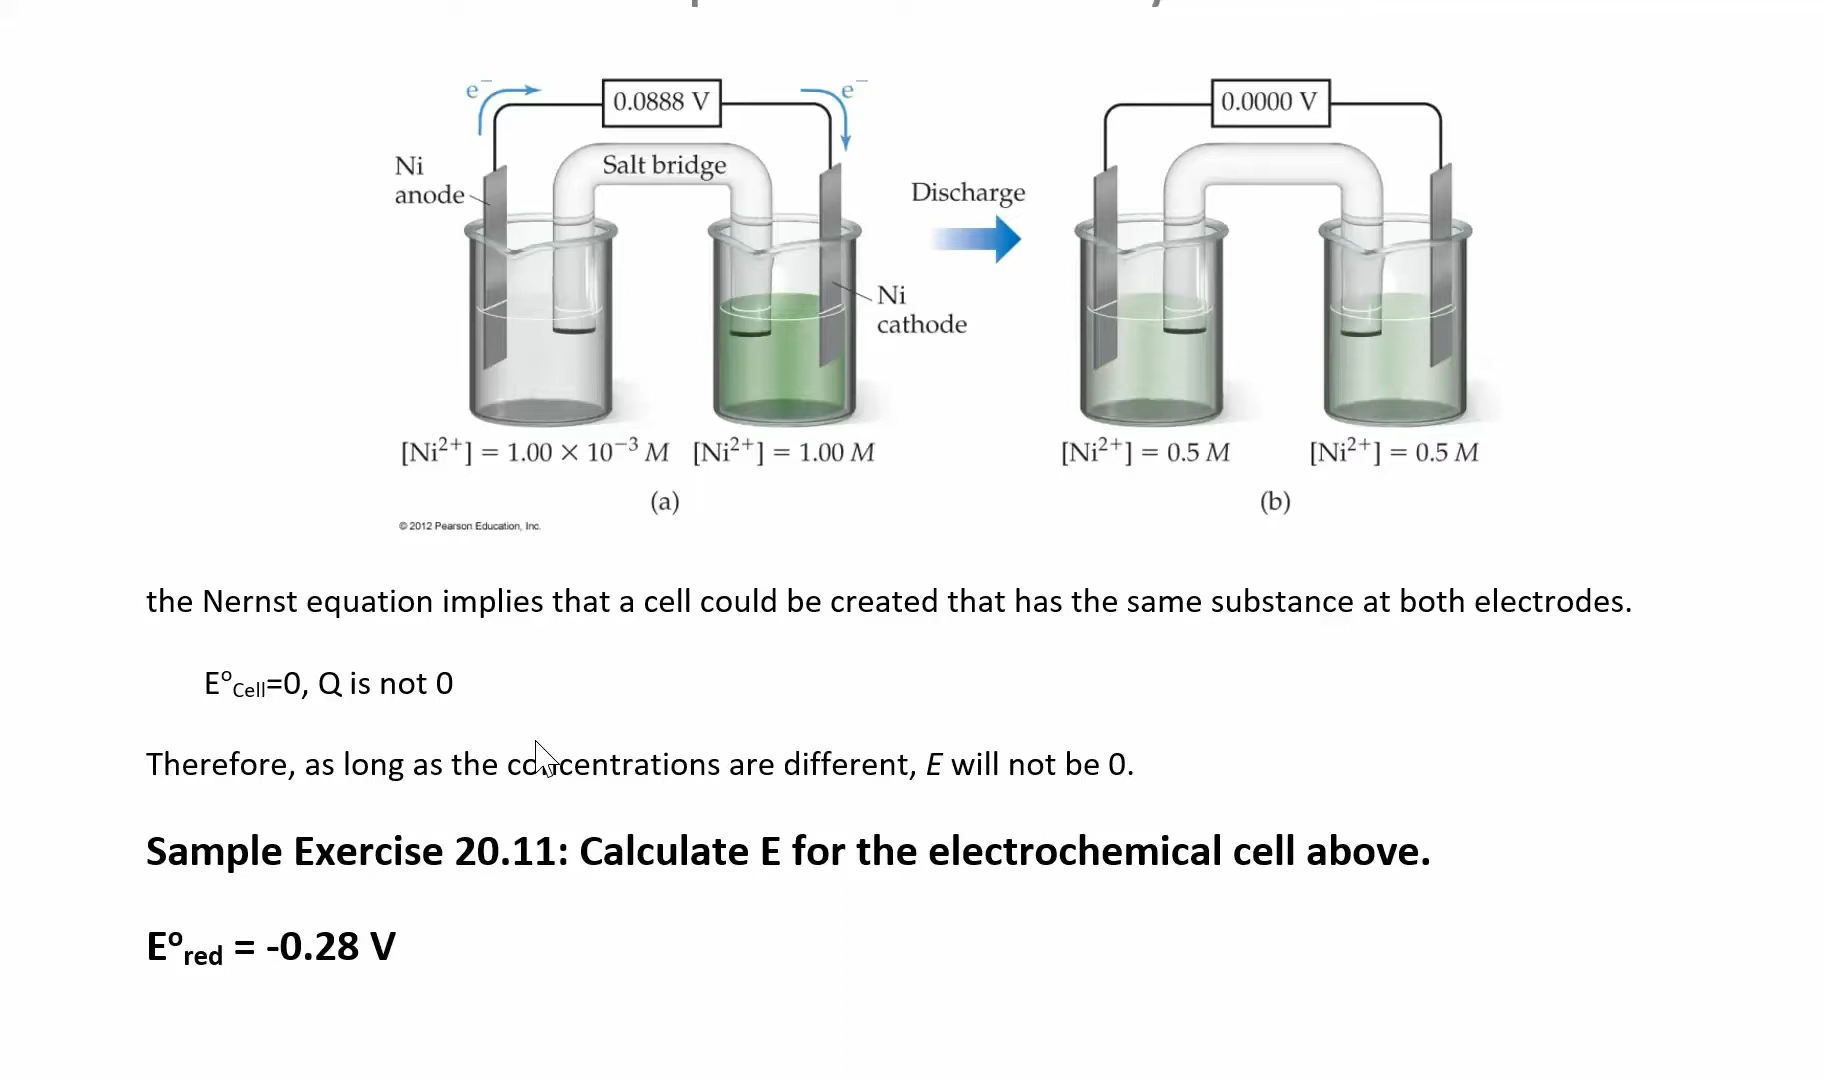 e⁻ 0.0888 V e⁻ 0.0000 V
Ni
anode
Salt bridge
Discharge
Ni
cathode
[Ni²⁺] = 1.00 × 10⁻³ M [Ni²⁺] = 1.00 M [Ni²⁺] = 0.5 M [Ni²⁺] = 0.5 M
(a) (b)
© 2012 Pearson Education, Inc.
the Nernst equation implies that a cell could be created that has the same substance at both electrodes.
E°Cell=0, Q is not 0
Therefore, as long as the concentrations are different, E will not be 0.
Sample Exercise 20.11: Calculate E for the electrochemical cell above.
E°red = -0.28 V